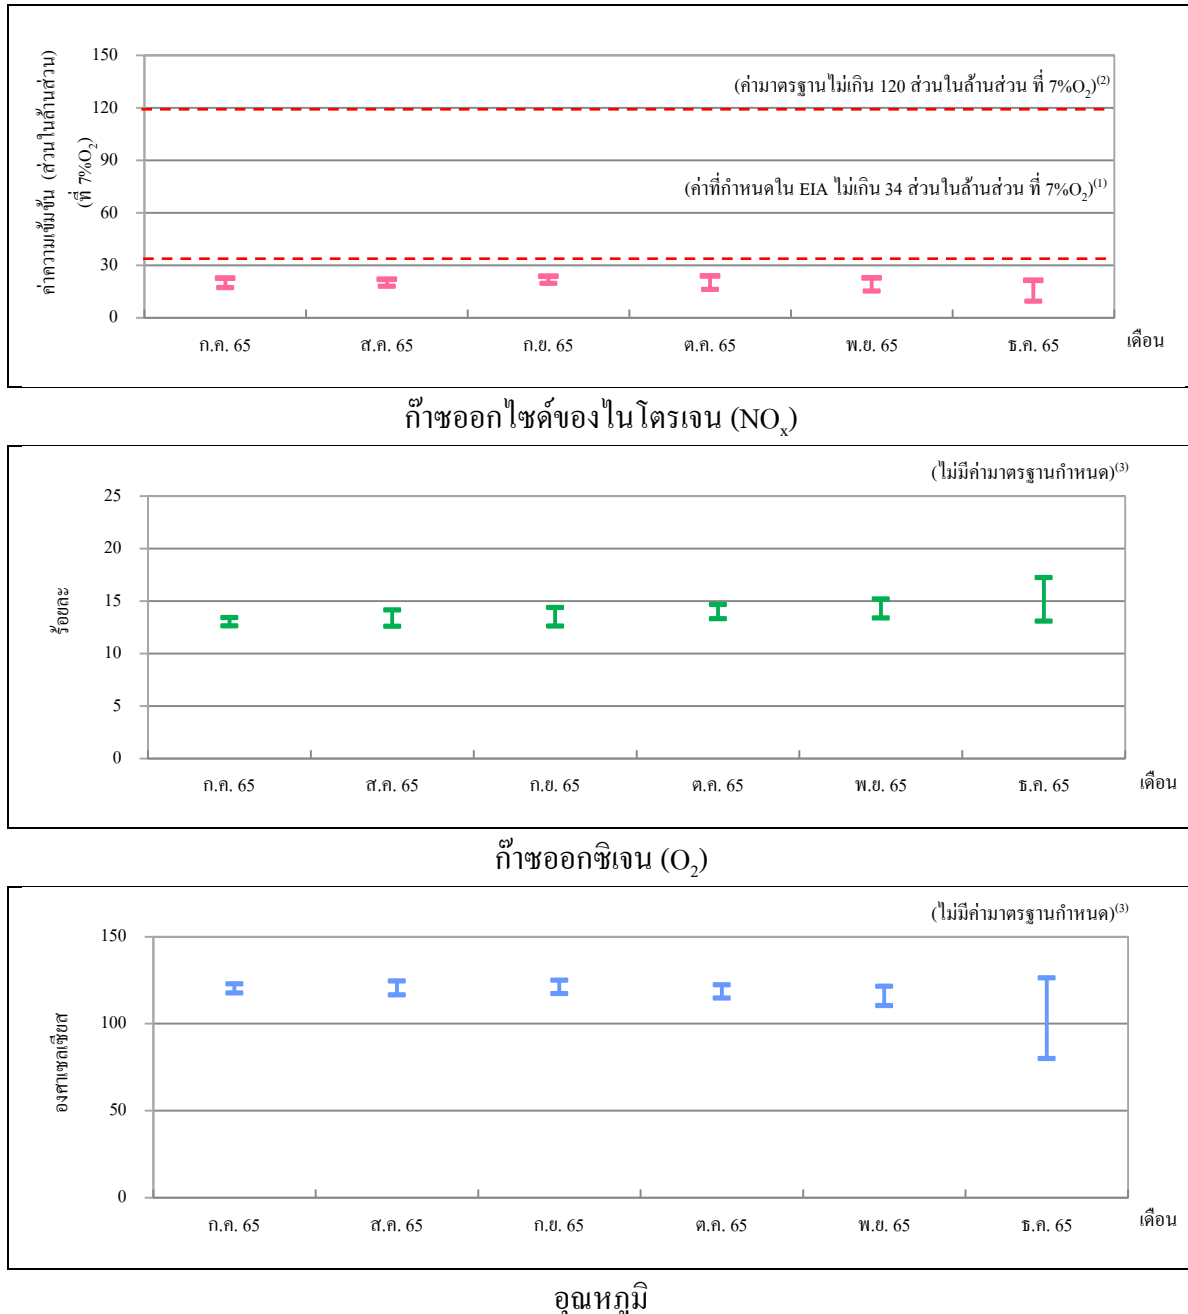 ค่าความเข้มข้น (ส่วนในล้านส่วน)
(ที่ 7%O₂)
150
120
90
60
30
0
(ค่ามาตรฐานไม่เกิน 120 ส่วนในล้านส่วน ที่ 7%O₂)⁽²⁾
(ค่าที่กำหนดใน EIA ไม่เกิน 34 ส่วนในล้านส่วน ที่ 7%O₂)⁽¹⁾
ก.ค. 65 ส.ค. 65 ก.ย. 65 ต.ค. 65 พ.ย. 65 ธ.ค. 65 เดือน
ก๊าซออกไซด์ของไนโตรเจน (NOₓ)
(ไม่มีค่ามาตรฐานกำหนด)⁽³⁾
ร้อยละ
25
20
15
10
5
0
ก.ค. 65 ส.ค. 65 ก.ย. 65 ต.ค. 65 พ.ย. 65 ธ.ค. 65 เดือน
ก๊าซออกซิเจน (O₂)
(ไม่มีค่ามาตรฐานกำหนด)⁽³⁾
องศาเซลเซียส
150
100
50
0
ก.ค. 65 ส.ค. 65 ก.ย. 65 ต.ค. 65 พ.ย. 65 ธ.ค. 65 เดือน
อุณหภูมิ